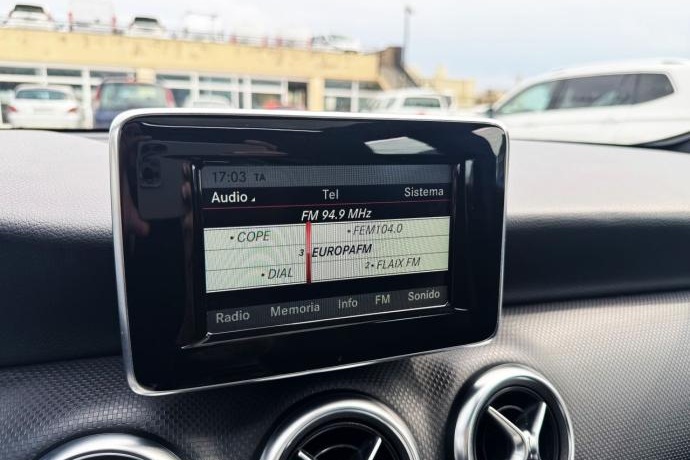 17:03 TA
Audio Tel Sistema
FM 94.9 MHz
• COPE • FEM104.0
3 EUROPAFM
• DIAL 2• FLAIX FM
Radio Memoria Info FM Sonido